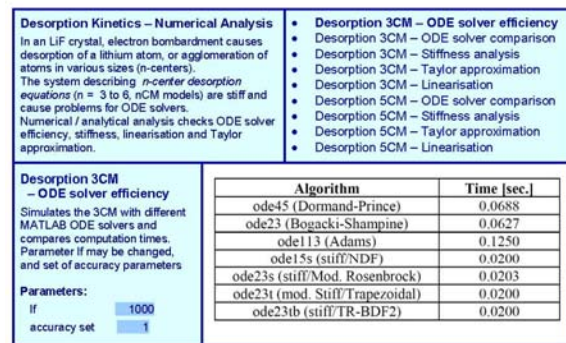 Desorption Kinetics – Numerical Analysis
In an LiF crystal, electron bombardment causes
desorption of a lithium atom, or agglomeration of
atoms in various sizes (n-centers).
The system describing n-center desorption
equations (n = 3 to 6, nCM models) are stiff and
cause problems for ODE solvers.
Numerical / analytical analysis checks ODE solver
efficiency, stiffness, linearisation and Taylor
approximation.
• Desorption 3CM – ODE solver efficiency
• Desorption 3CM – ODE solver comparison
• Desorption 3CM – Stiffness analysis
• Desorption 3CM – Taylor approximation
• Desorption 3CM – Linearisation
• Desorption 5CM – ODE solver comparison
• Desorption 5CM – Stiffness analysis
• Desorption 5CM – Taylor approximation
• Desorption 5CM – Linearisation
Desorption 3CM
– ODE solver efficiency
Simulates the 3CM with different
MATLAB ODE solvers and
compares computation times.
Parameter lf may be changed,
and set of accuracy parameters
Parameters:
lf 1000
accuracy set 1
Algorithm Time [sec.]
ode45 (Dormand-Prince) 0.0688
ode23 (Bogacki-Shampine) 0.0627
ode113 (Adams) 0.1250
ode15s (stiff/NDF) 0.0200
ode23s (stiff/Mod. Rosenbrock) 0.0203
ode23t (mod. Stiff/Trapezoidal) 0.0200
ode23tb (stiff/TR-BDF2) 0.0200